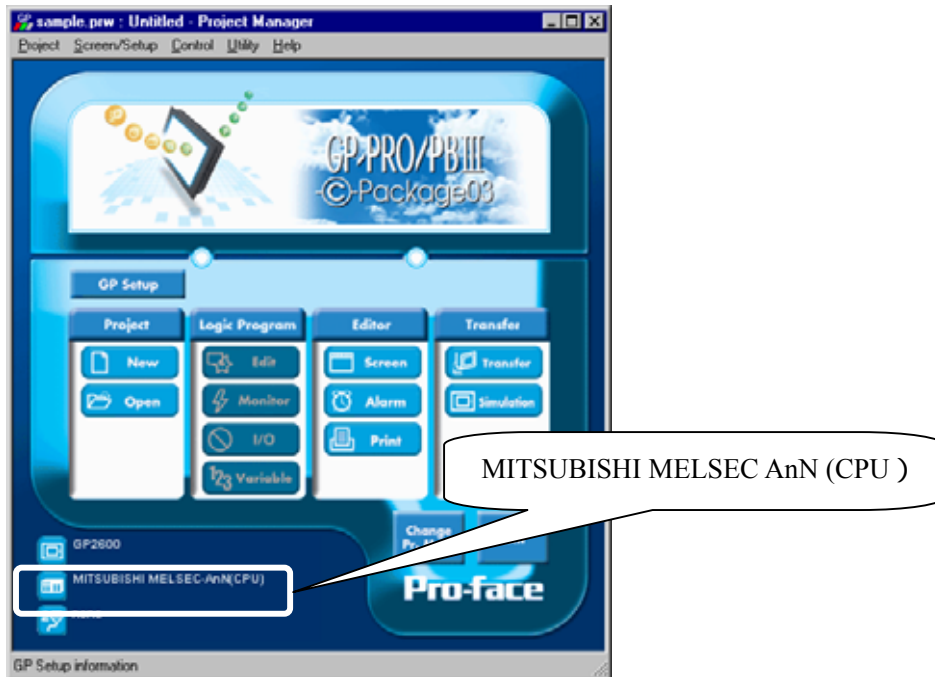 sample.prw : Untitled - Project Manager
Project Screen/Setup Control Utility Help
GP-PRO/PBIII
-C-Package03
GP Setup
Project Logic Program Editor Transfer
New Edit Screen Transfer
Open Monitor Alarm Simulation
I/O Print
123 Variable
MITSUBISHI MELSEC AnN (CPU )
Change
GP2600
MITSUBISHI MELSEC-AnN(CPU)
Pro-face
GP Setup information